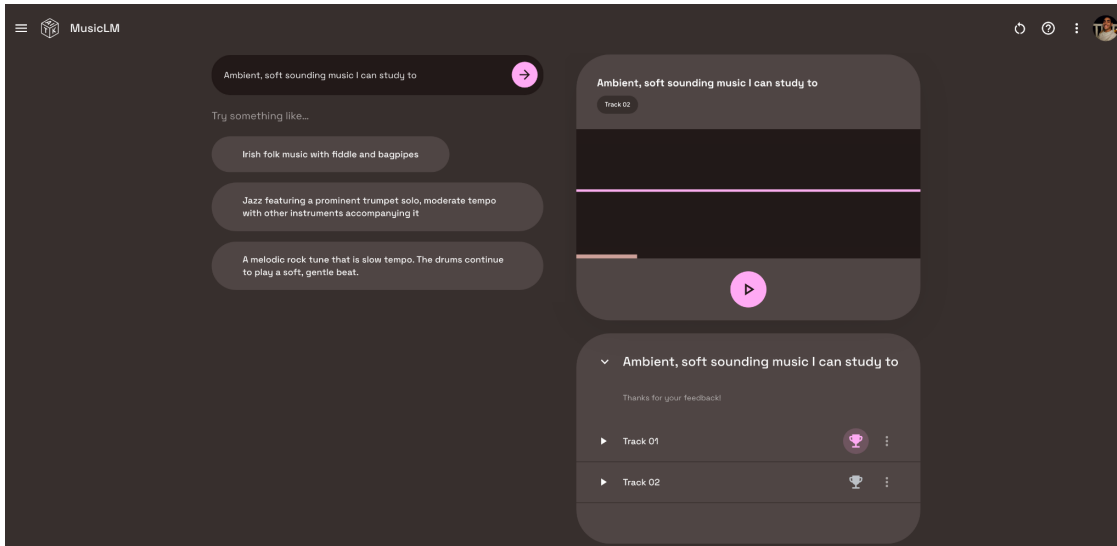 MusicLM
Ambient, soft sounding music I can study to
Try something like...
Irish folk music with fiddle and bagpipes
Jazz featuring a prominent trumpet solo, moderate tempo
with other instruments accompanying it
A melodic rock tune that is slow tempo. The drums continue
to play a soft, gentle beat.
Ambient, soft sounding music I can study to
Track 02
Ambient, soft sounding music I can study to
Thanks for your feedback!
Track 01
Track 02